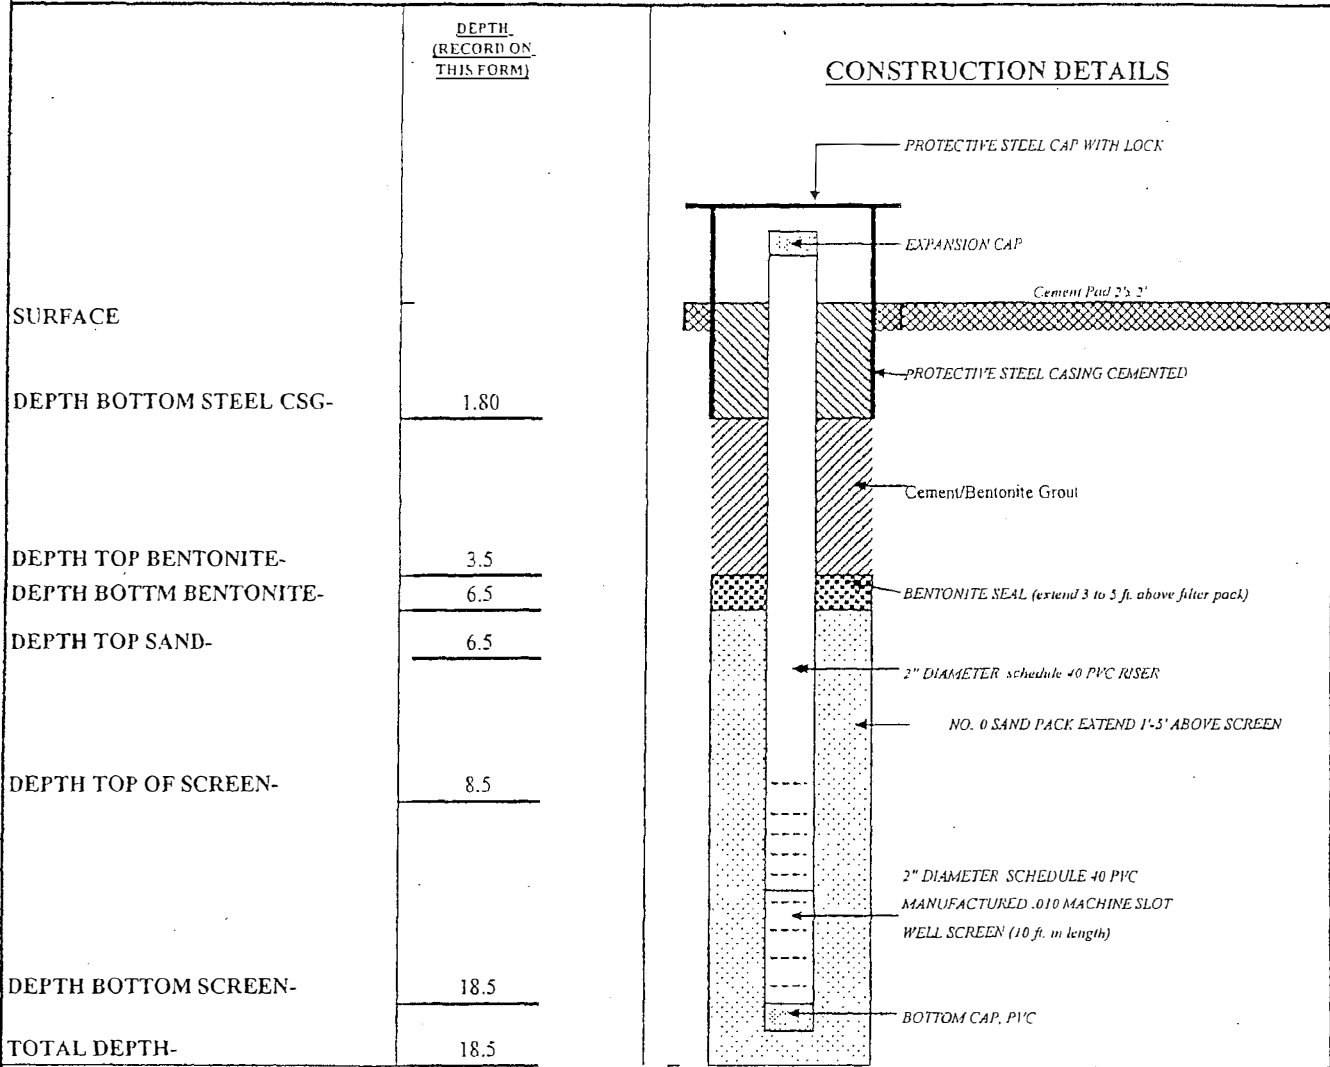 DEPTH
(RECORD ON
THIS FORM)
CONSTRUCTION DETAILS
PROTECTIVE STEEL CAP WITH LOCK
EXPANSION CAP
Cement Pad 2'x 2'
SURFACE
PROTECTIVE STEEL CASING CEMENTED
DEPTH BOTTOM STEEL CSG- 1.80
Cement/Bentonite Grout
DEPTH TOP BENTONITE- 3.5
DEPTH BOTTM BENTONITE- 6.5
BENTONITE SEAL (extend 3 to 5 ft. above filter pack)
DEPTH TOP SAND- 6.5
2" DIAMETER schedule 40 PVC RISER
NO. 0 SAND PACK EXTEND 1'-5' ABOVE SCREEN
DEPTH TOP OF SCREEN- 8.5
2" DIAMETER SCHEDULE 40 PVC
MANUFACTURED .010 MACHINE SLOT
WELL SCREEN (10 ft. in length)
DEPTH BOTTOM SCREEN- 18.5
BOTTOM CAP, PVC
TOTAL DEPTH- 18.5